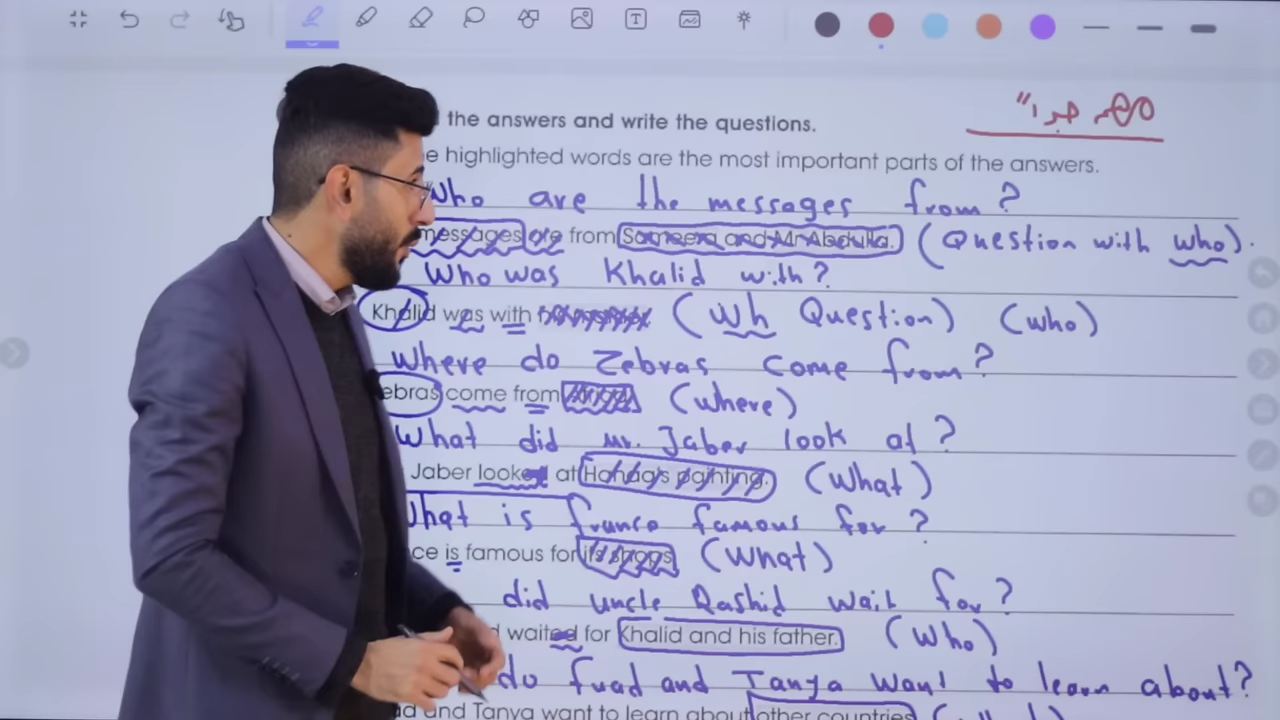 مهم جدا"
the answers and write the questions.
e highlighted words are the most important parts of the answers.
Who are the messages from?
messages are from Sameera and Mr Abdulla. (Question with who).
Who was Khalid with?
Khalid was with (Wh Question) (who)
Where do Zebras come from?
ebras come from (where)
What did Mr. Jaber look at?
Jaber looked at Hanaa's painting. (What)
What is france famous for?
ce is famous for its shops (What)
did uncle Rashid wait for?
d waited for Khalid and his father. (Who)
do fuad and Tanya want to learn about?
ad and Tanya want to learn about other countries